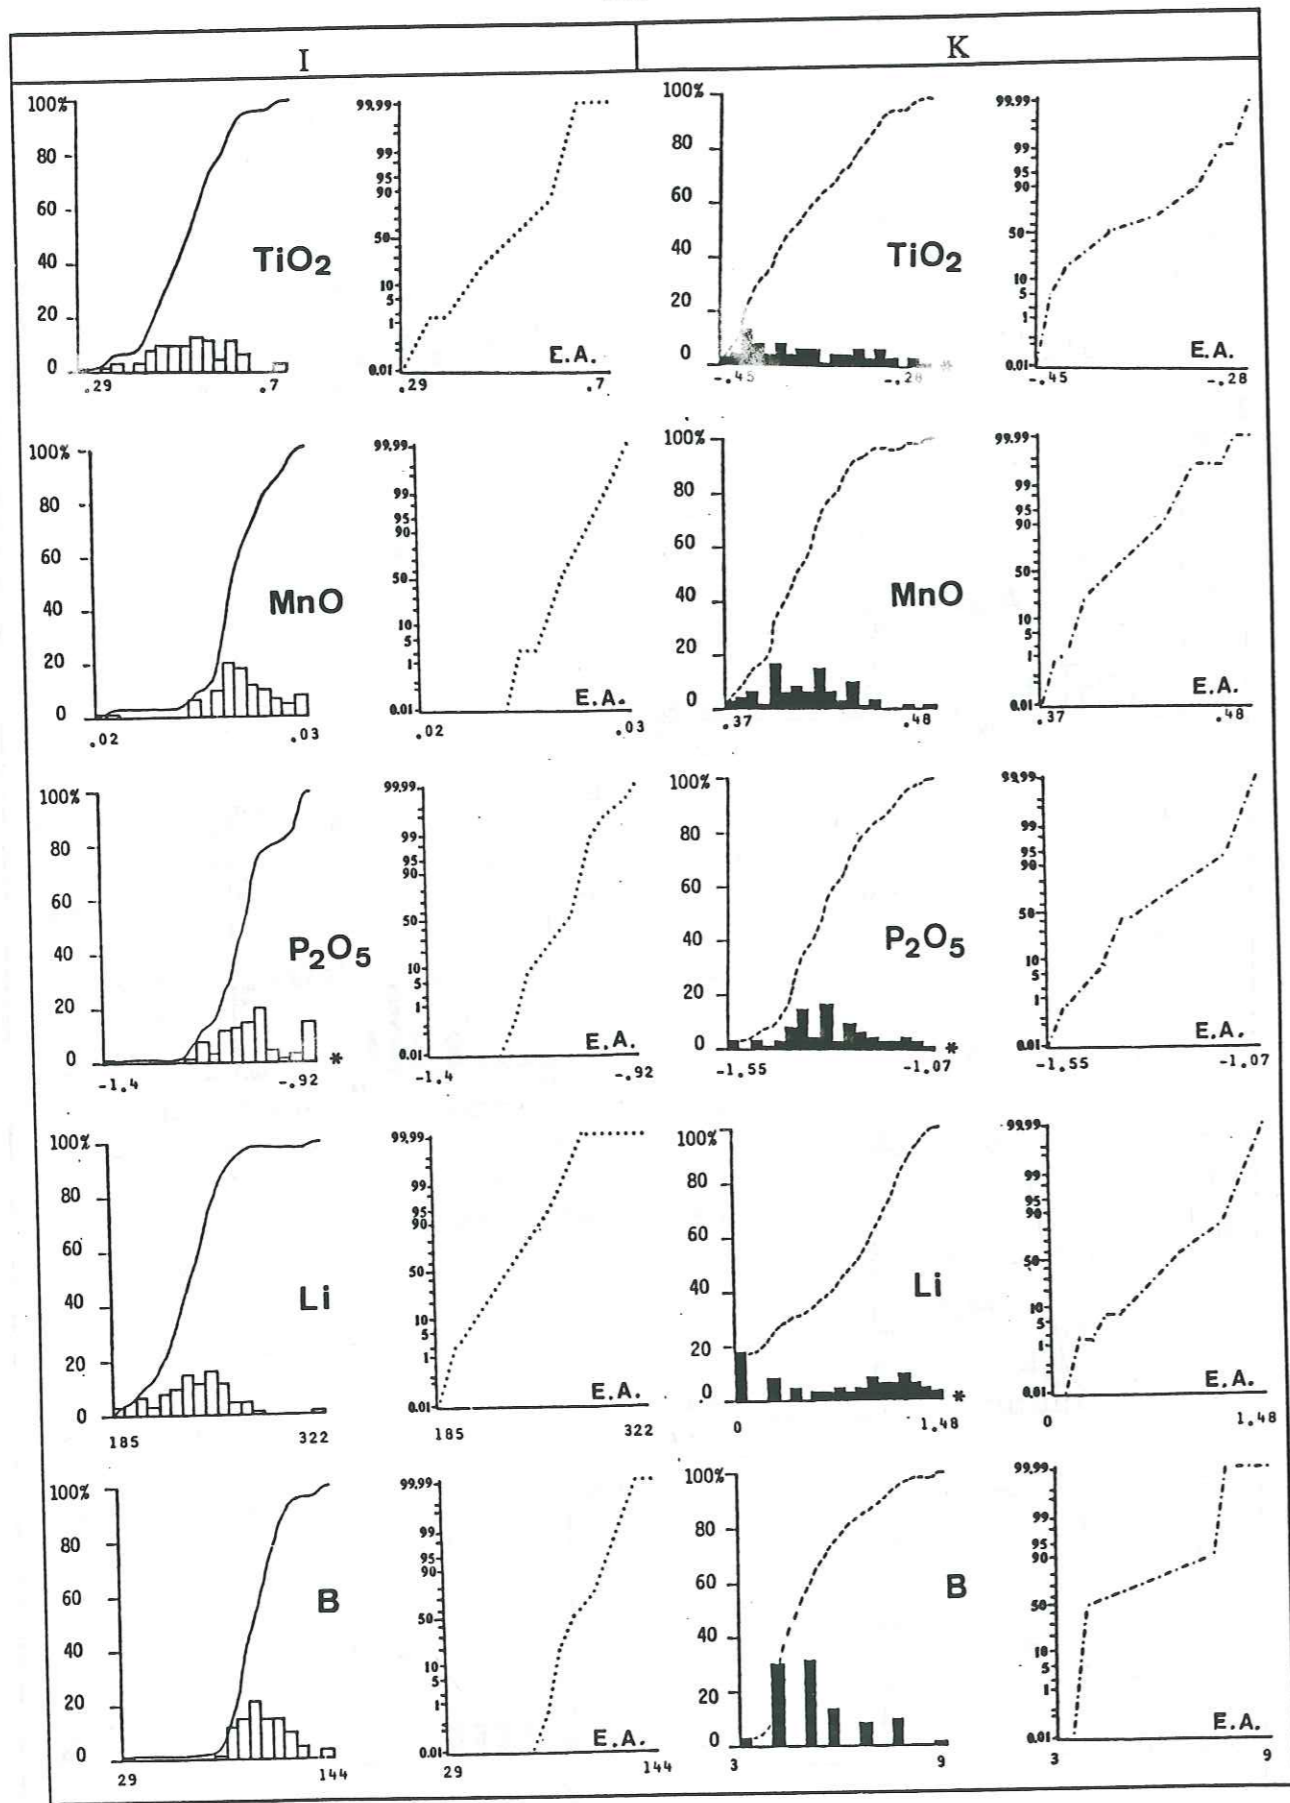 I K
100% 80 60 40 20 0 TiO2 .29 .7
99,99 99 95 90 50 10 5 1 0.01 E.A. .29 .7
100% 80 60 40 20 0 TiO2 -.45 -.28 *
99,99 99 95 90 50 10 5 1 0.01 E.A. -.45 -.28
100% 80 60 40 20 0 MnO .02 .03
99,99 99 95 90 50 10 5 1 0.01 E.A. .02 .03
100% 80 60 40 20 0 MnO .37 .48
99,99 99 95 90 50 10 5 1 0.01 E.A. .37 .48
100% 80 60 40 20 0 P2O5 * -1.4 -.92
99,99 99 95 90 50 10 5 1 0.01 E.A. -1.4 -.92
100% 80 60 40 20 0 P2O5 * -1.55 -1.07
99,99 99 95 90 50 10 5 1 0.01 E.A. -1.55 -1.07
100% 80 60 40 20 0 Li 185 322
99,99 99 95 90 50 10 5 1 0.01 E.A. 185 322
100% 80 60 40 20 0 Li * 0 1.48
99,99 99 95 90 50 10 5 1 0.01 E.A. 0 1.48
100% 80 60 40 20 0 B 29 144
99,99 99 95 90 50 10 5 1 0.01 E.A. 29 144
100% 80 60 40 20 0 B 3 9
99,99 99 95 90 50 10 5 1 0.01 E.A. 3 9